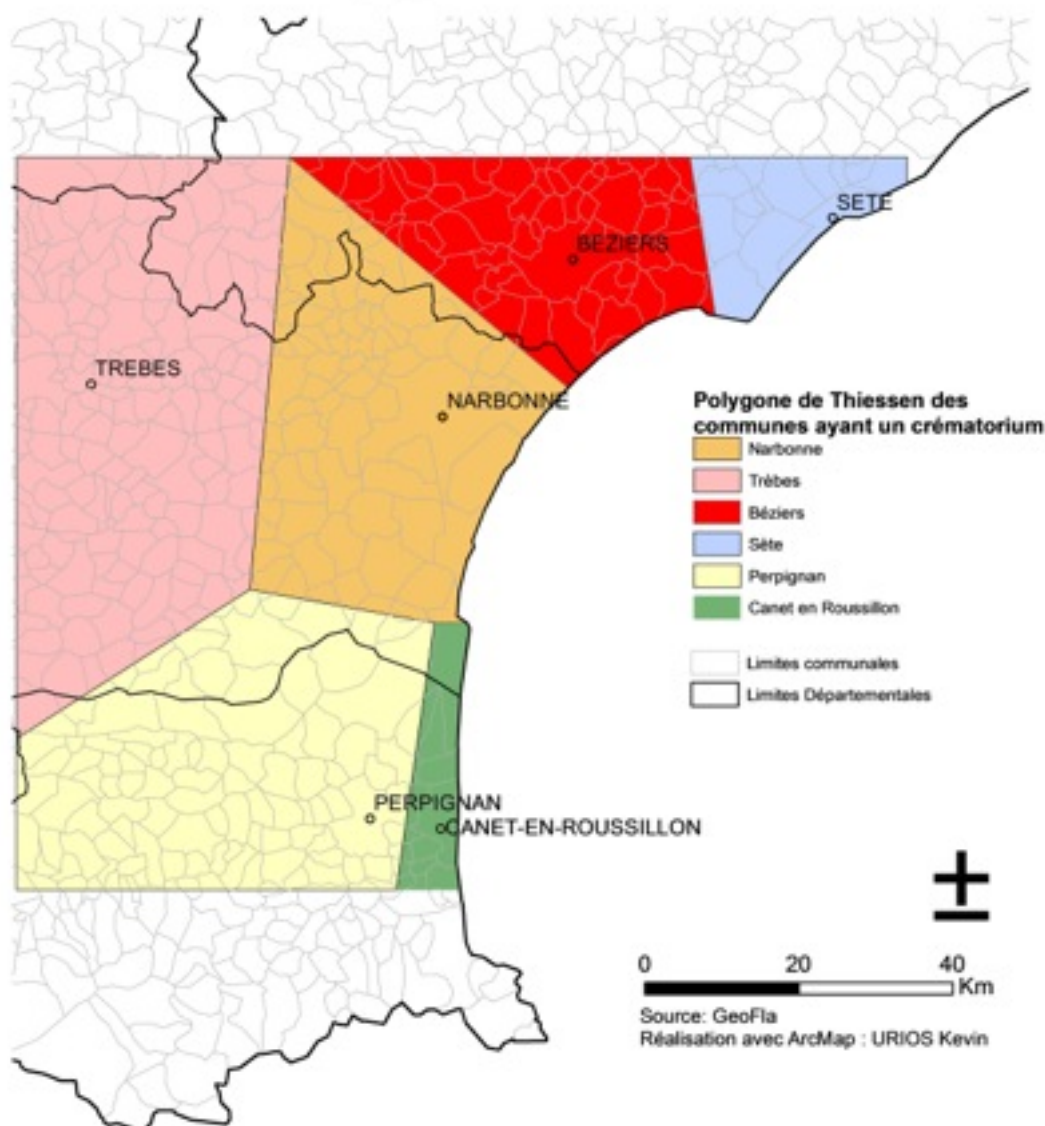 SETE
BEZIERS
TREBES
NARBONNE
Polygone de Thiessen des
communes ayant un crématorium
Narbonne
Trèbes
Béziers
Sète
Perpignan
Canet en Roussillon
Limites communales
Limites Départementales
PERPIGNAN
CANET-EN-ROUSSILLON
0 20 40
Km
Source: GeoFla
Réalisation avec ArcMap : URIOS Kevin